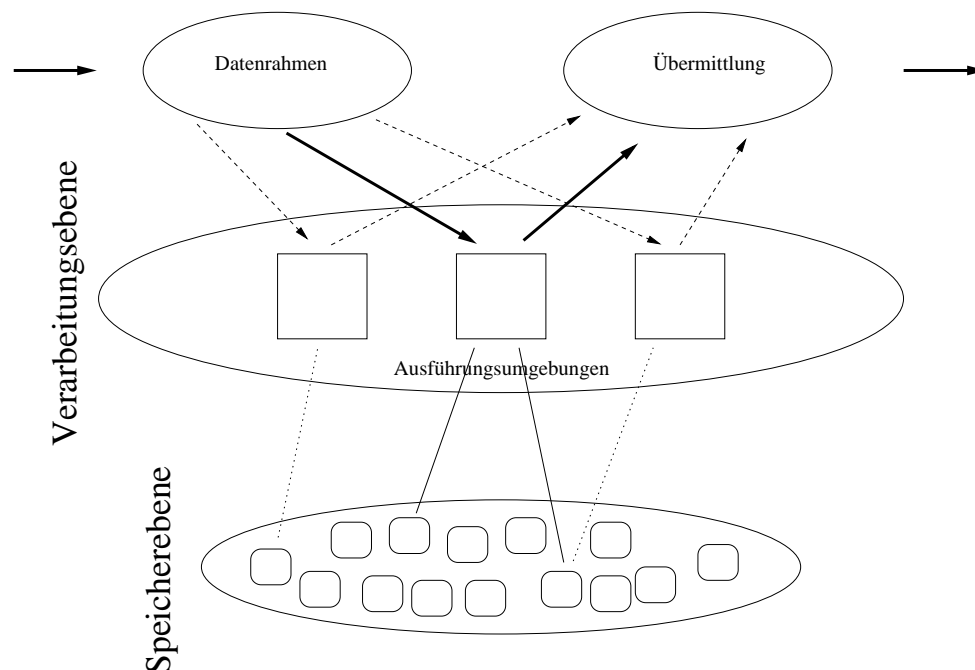 Datenrahmen
Übermittlung
Verarbeitungsebene
Ausführungsumgebungen
Speicherebene